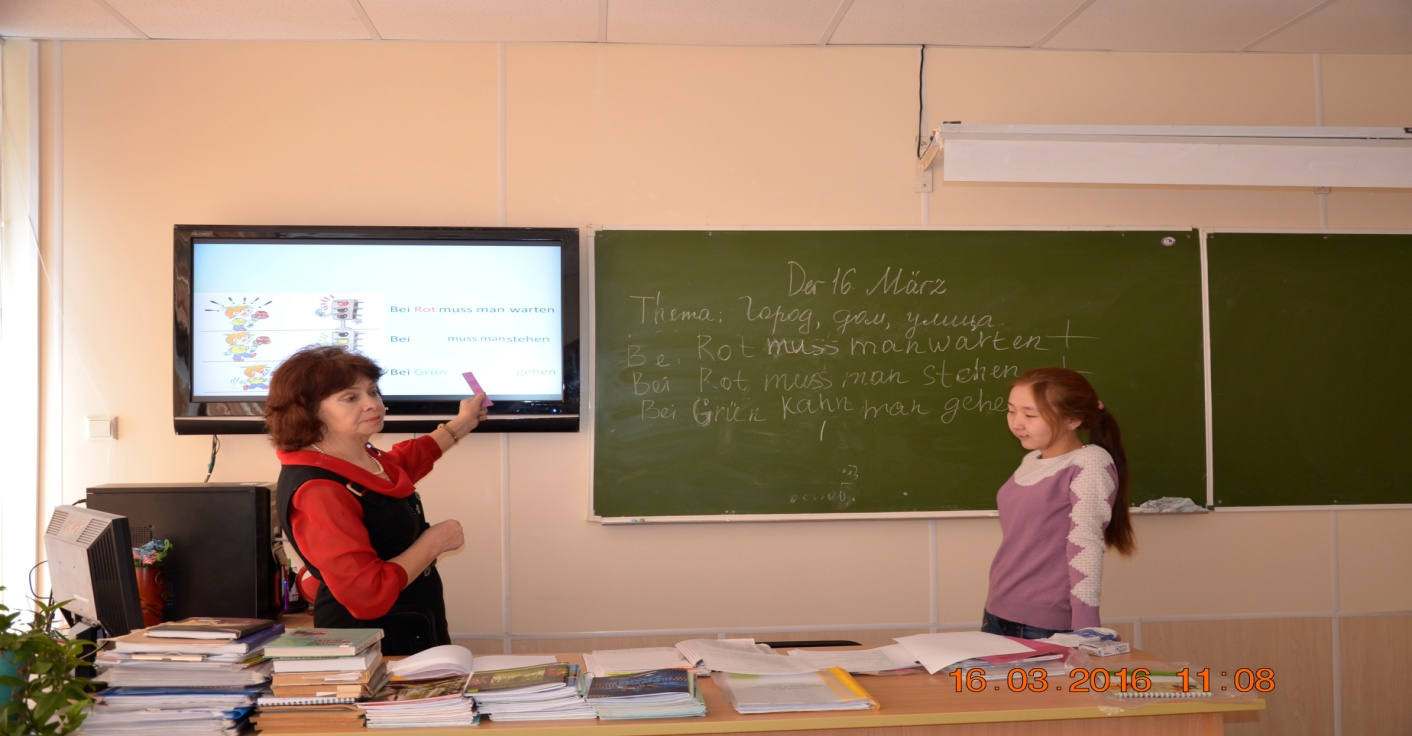 Bei Rot muss man warten
Bei muss man stehen
Bei Grün gehen
Der 16 März
Thema: Город, дом, улица
Bei Rot muss man warten +
Bei Rot muss man stehen +
Bei Grün kann man gehe
16.03.2016 11:08